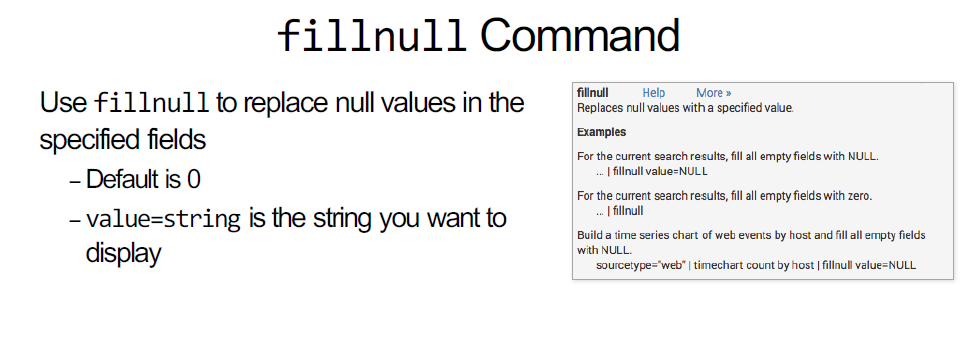 fillnull Command
Use fillnull to replace null values in the
specified fields
– Default is 0
– value=string is the string you want to
display
fillnull Help More »
Replaces null values with a specified value.
Examples
For the current search results, fill all empty fields with NULL.
... | fillnull value=NULL
For the current search results, fill all empty fields with zero.
... | fillnull
Build a time series chart of web events by host and fill all empty fields
with NULL.
sourcetype="web" | timechart count by host | fillnull value=NULL